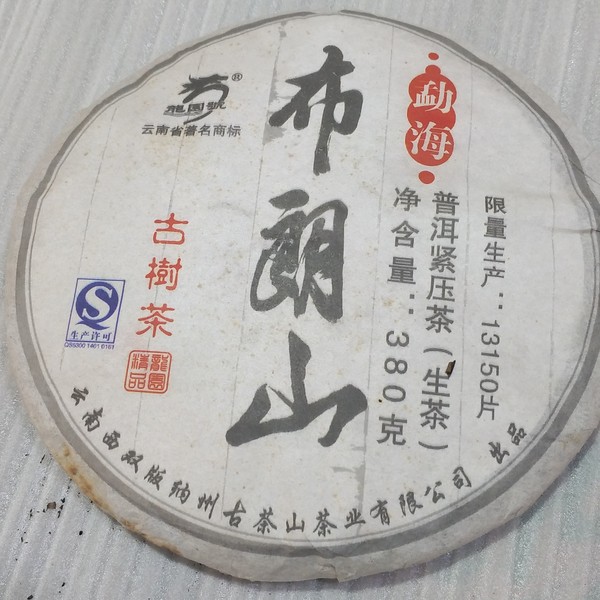 龍園號®
云南省著名商标
布朗山
勐海
普洱紧压茶（生茶）
净含量：380克
限量生产：13150片
古樹茶
龍園
精品
生产许可
QS5300 1401 0161
云南西双版纳州古茶山茶业有限公司 出品